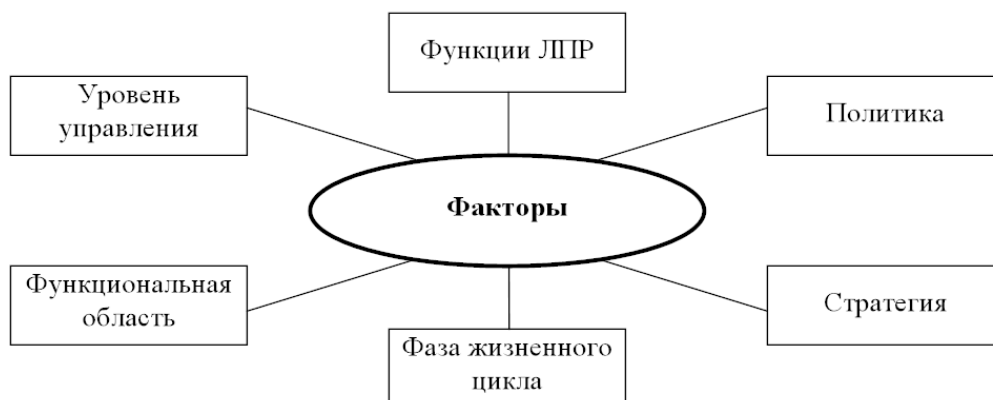 Функции ЛПР
Уровень
управления
Политика
Факторы
Функциональная
область
Стратегия
Фаза жизненного
цикла